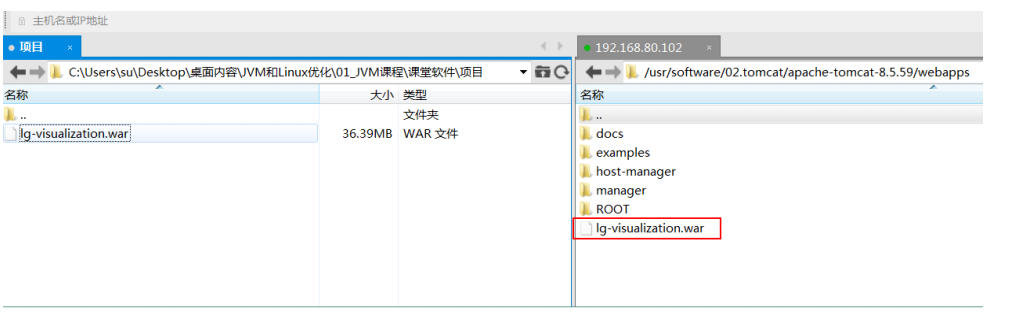 主机名或IP地址
项目 ×
C:\Users\su\Desktop\桌面内容\JVM和Linux优化\01_JVM课程\课堂软件\项目
名称 大小 类型
.. 文件夹
lg-visualization.war 36.39MB WAR 文件
192.168.80.102 ×
/usr/software/02.tomcat/apache-tomcat-8.5.59/webapps
名称
..
docs
examples
host-manager
manager
ROOT
lg-visualization.war